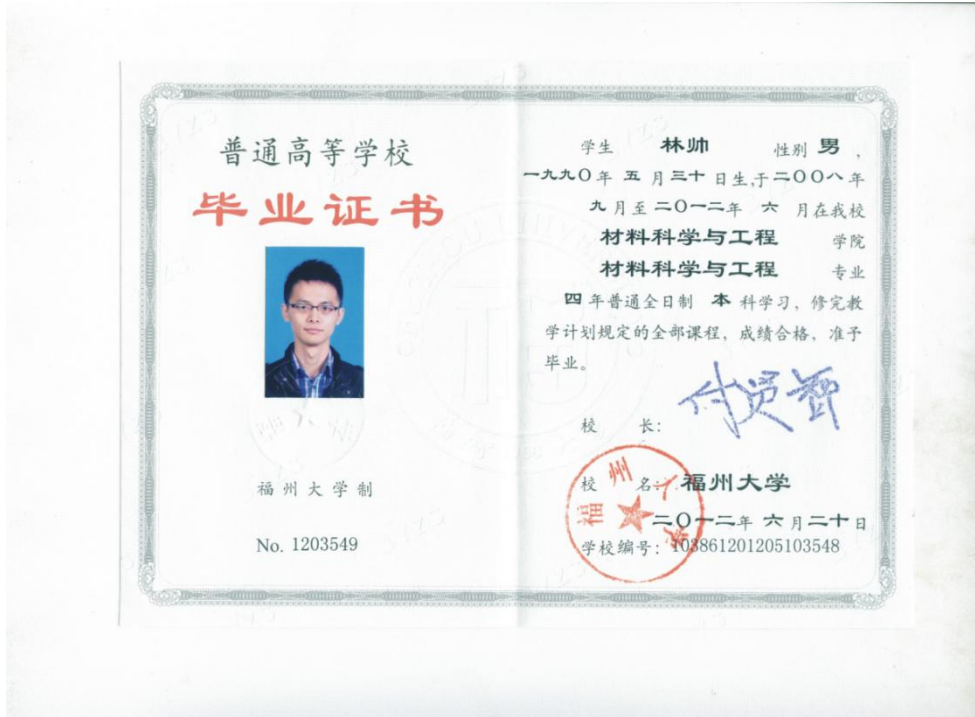 普通高等学校
毕业证书
福州大学制
No. 1203549
学生 林帅 性别 男 ,
一九九〇年 五 月三十 日生,于二〇〇八年
九 月至 二〇一二年 六 月在我校
材料科学与工程 学院
材料科学与工程 专业
四 年普通全日制 本 科学习，修完教
学计划规定的全部课程，成绩合格，准予
毕业。
校 长：
校 名： 福州大学
二〇一二年 六 月二十日
学校编号：103861201205103548
福州大学